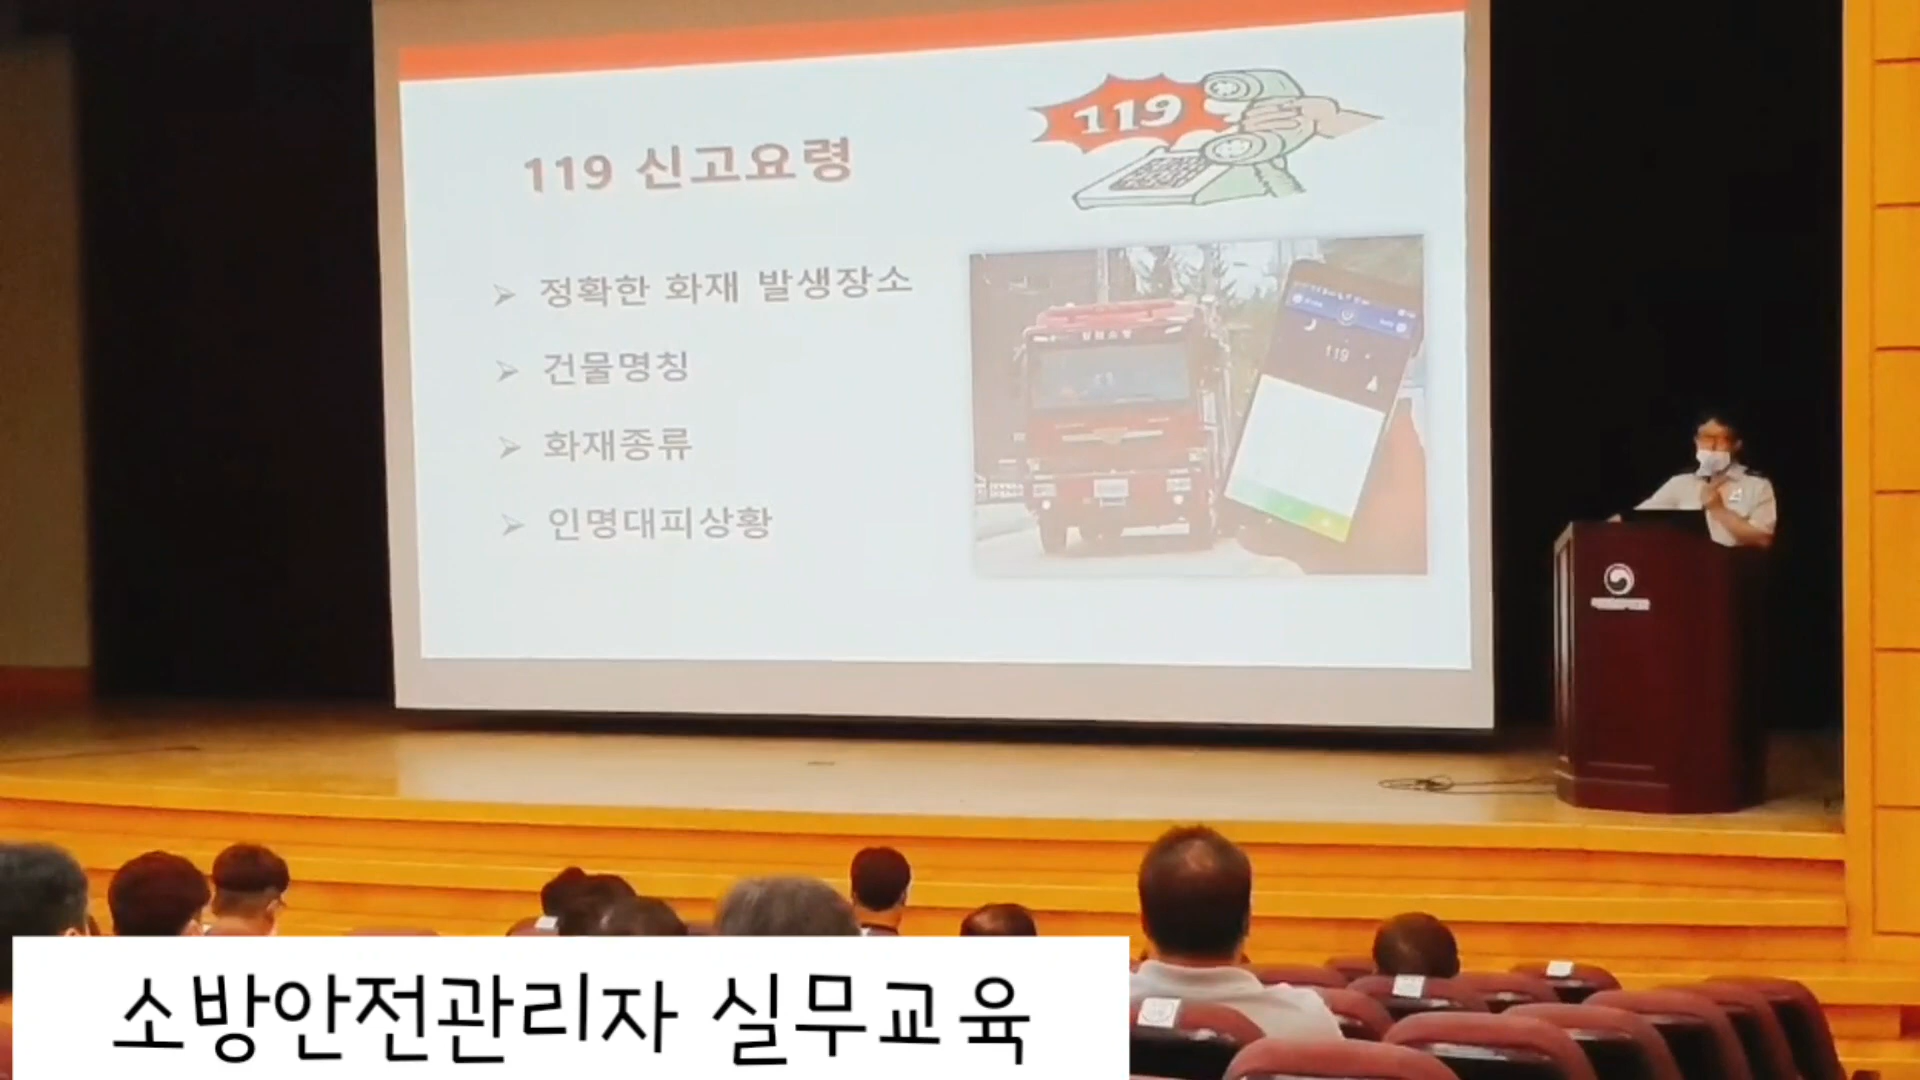 119
119 신고요령
➢ 정확한 화재 발생장소
➢ 건물명칭
➢ 화재종류
➢ 인명대피상황
119
소방안전관리자 실무교육